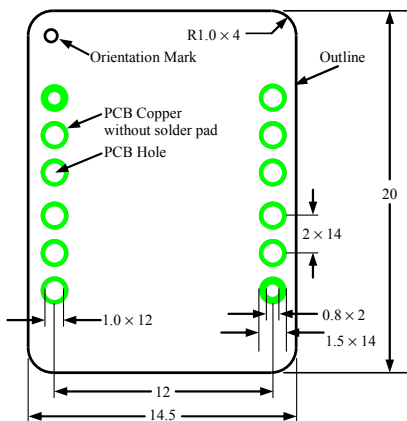 R1.0 × 4
Orientation Mark
Outline
PCB Copper
without solder pad
PCB Hole
20
2 × 14
1.0 × 12
0.8 × 2
1.5 × 14
12
14.5